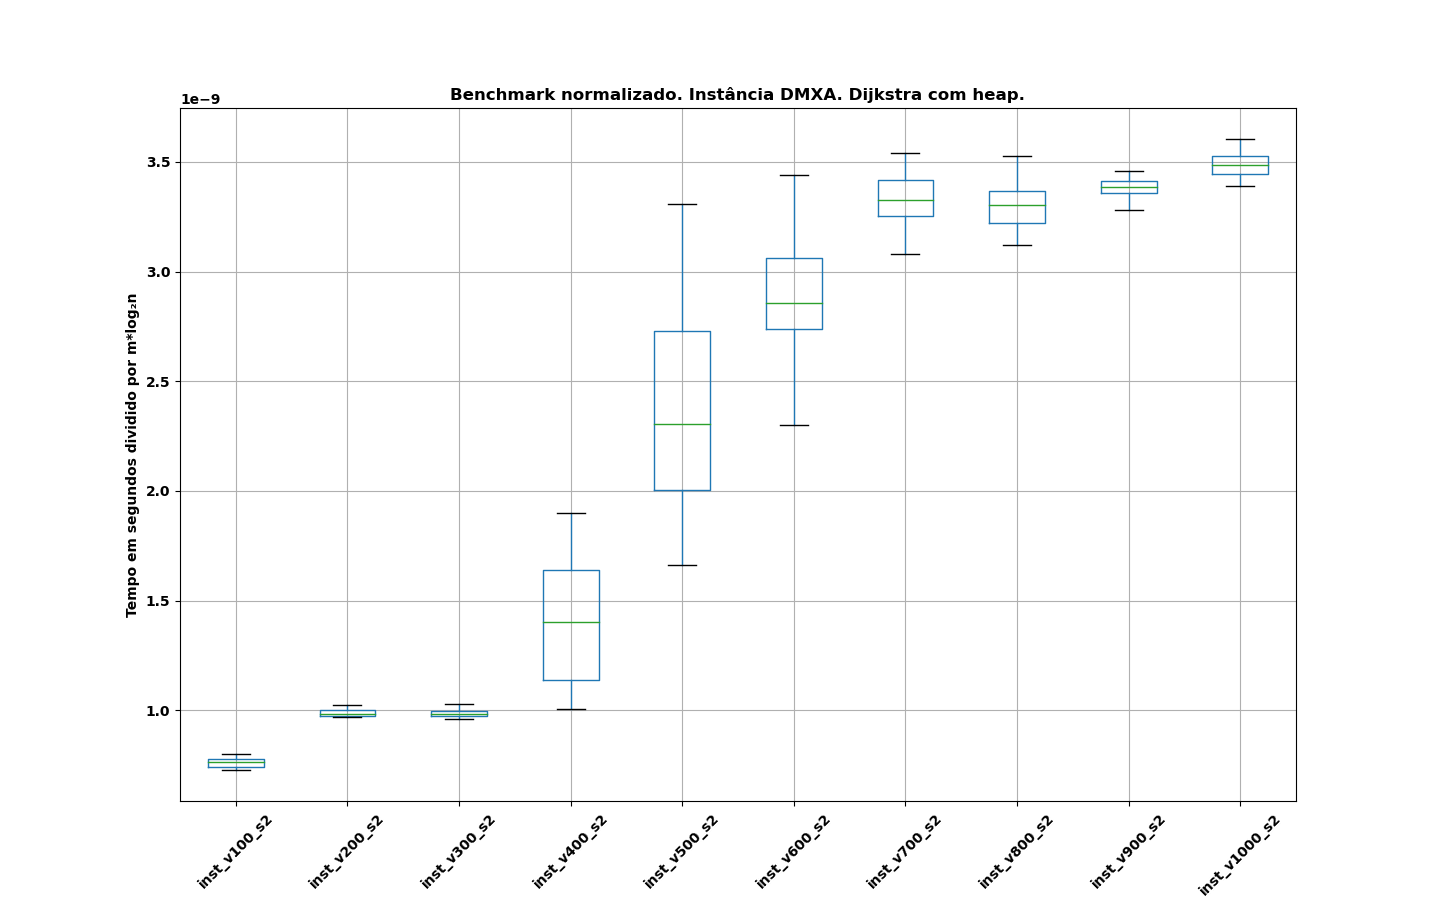 Benchmark normalizado. Instância DMXA. Dijkstra com heap.
1e−9
3.5
3.0
2.5
2.0
1.5
1.0
Tempo em segundos dividido por m*log₂n
inst_v100_s2
inst_v200_s2
inst_v300_s2
inst_v400_s2
inst_v500_s2
inst_v600_s2
inst_v700_s2
inst_v800_s2
inst_v900_s2
inst_v1000_s2